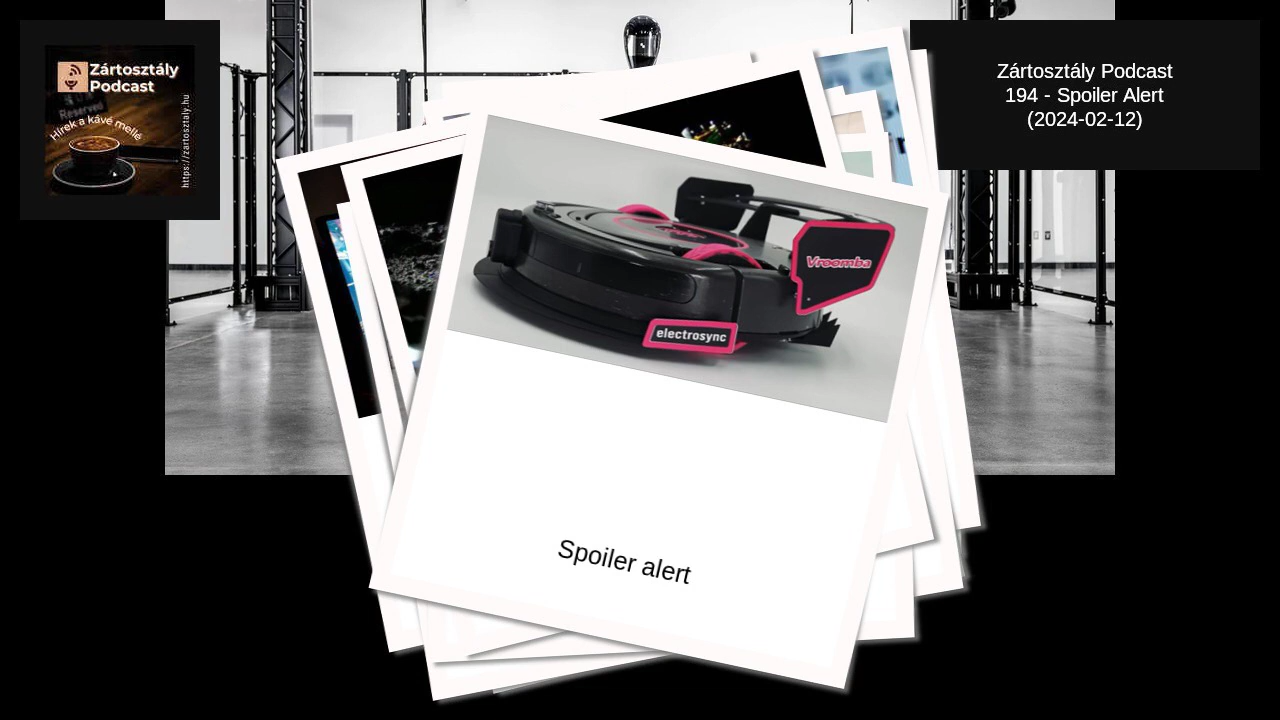 Zártosztály
Podcast
Reserved
Hírek a kávé mellé
https://zartosztaly.hu
Zártosztály Podcast
194 - Spoiler Alert
(2024-02-12)
Vroomba
electrosync
Spoiler alert